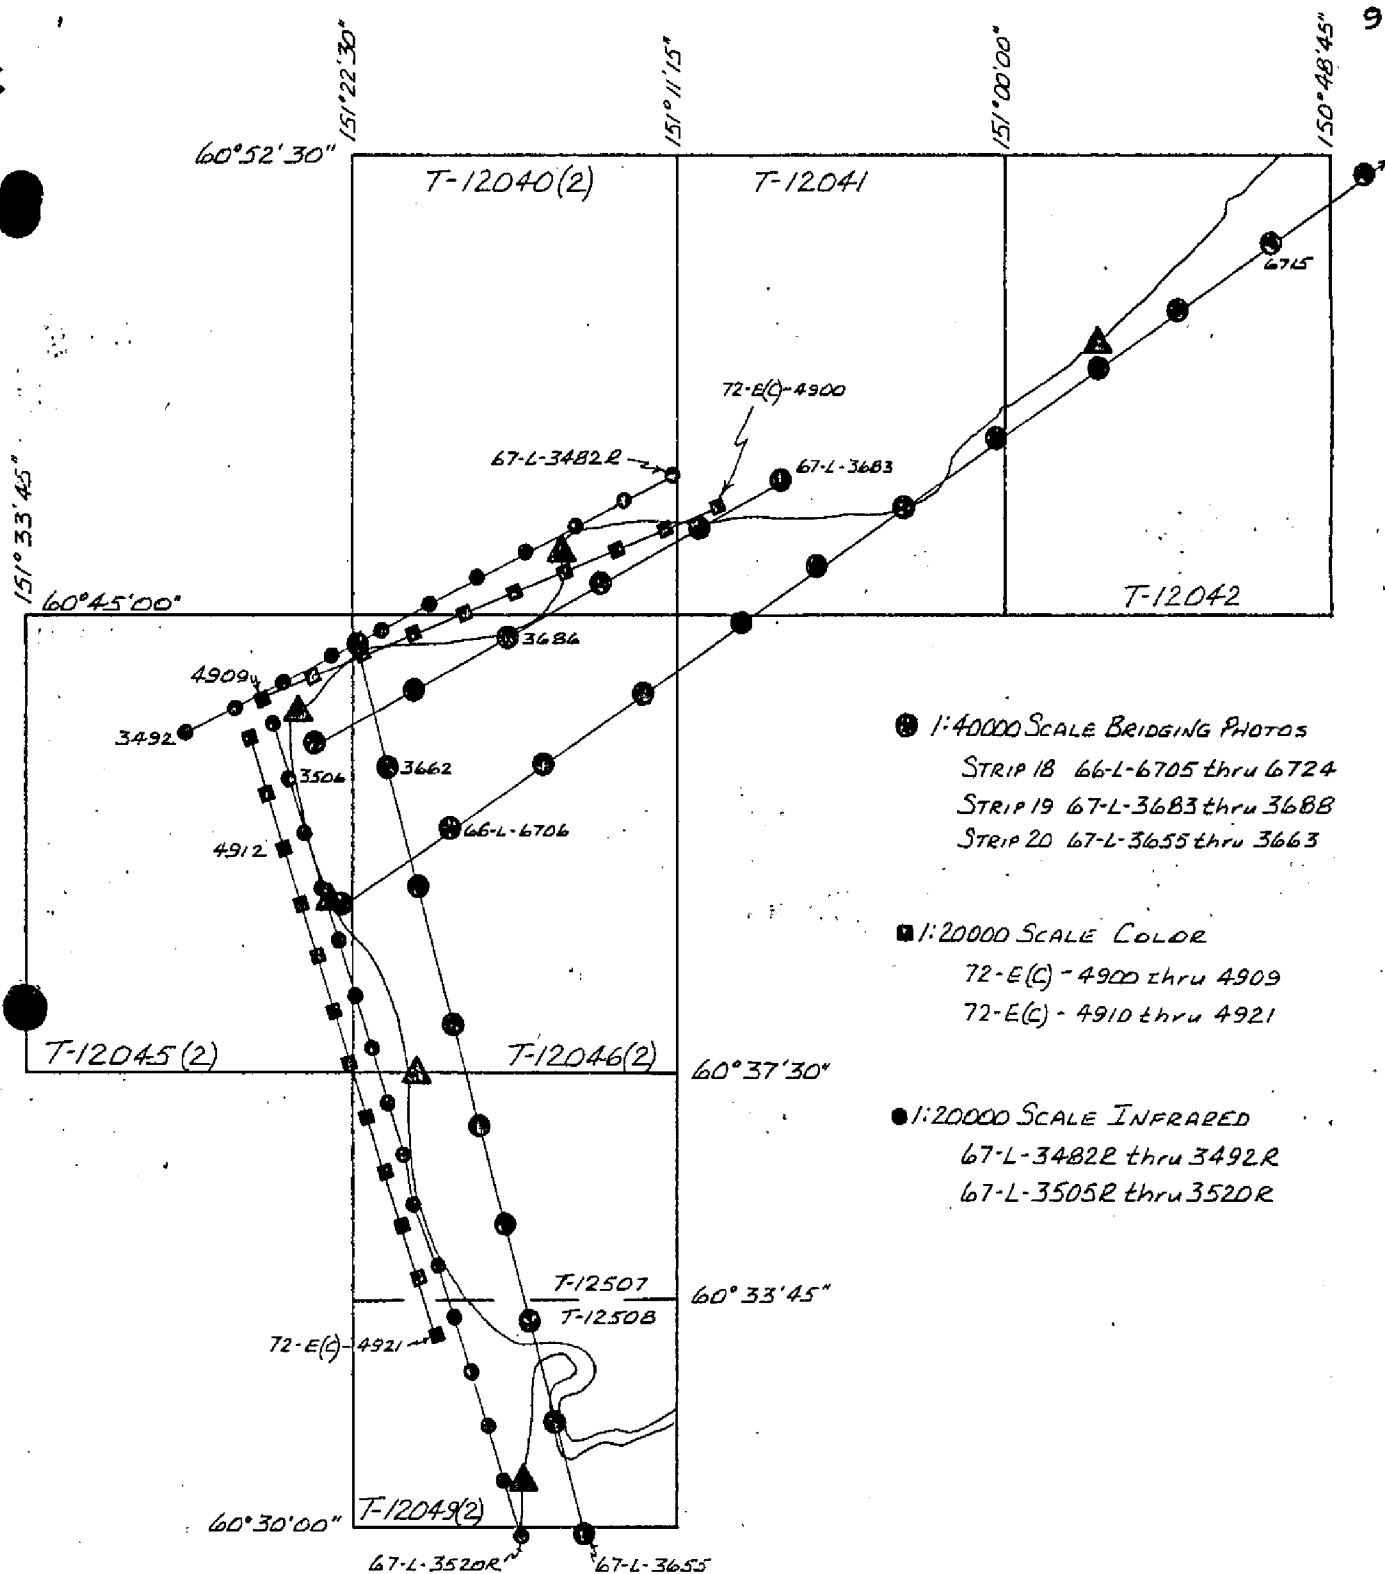 9
151°22'30"
151°11'15"
151°00'00"
150°48'45"
60°52'30"
T-12040(2)
T-12041
6715
72-E(C)-4900
67-L-3482R
67-L-3683
151°33'45"
60°45'00"
T-12042
3686
4909
3492
3506
3662
66-L-6706
4912
1:40000 SCALE BRIDGING PHOTOS
STRIP 18 66-L-6705 thru 6724
STRIP 19 67-L-3683 thru 3688
STRIP 20 67-L-3655 thru 3663
1:20000 SCALE COLOR
72-E(C)-4900 thru 4909
72-E(C)-4910 thru 4921
T-12045(2)
T-12046(2)
60°37'30"
1:20000 SCALE INFRARED
67-L-3482R thru 3492R
67-L-3505R thru 3520R
T-12507
60°33'45"
T-12508
72-E(C)-4921
T-12049(2)
60°30'00"
67-L-3520R
67-L-3655